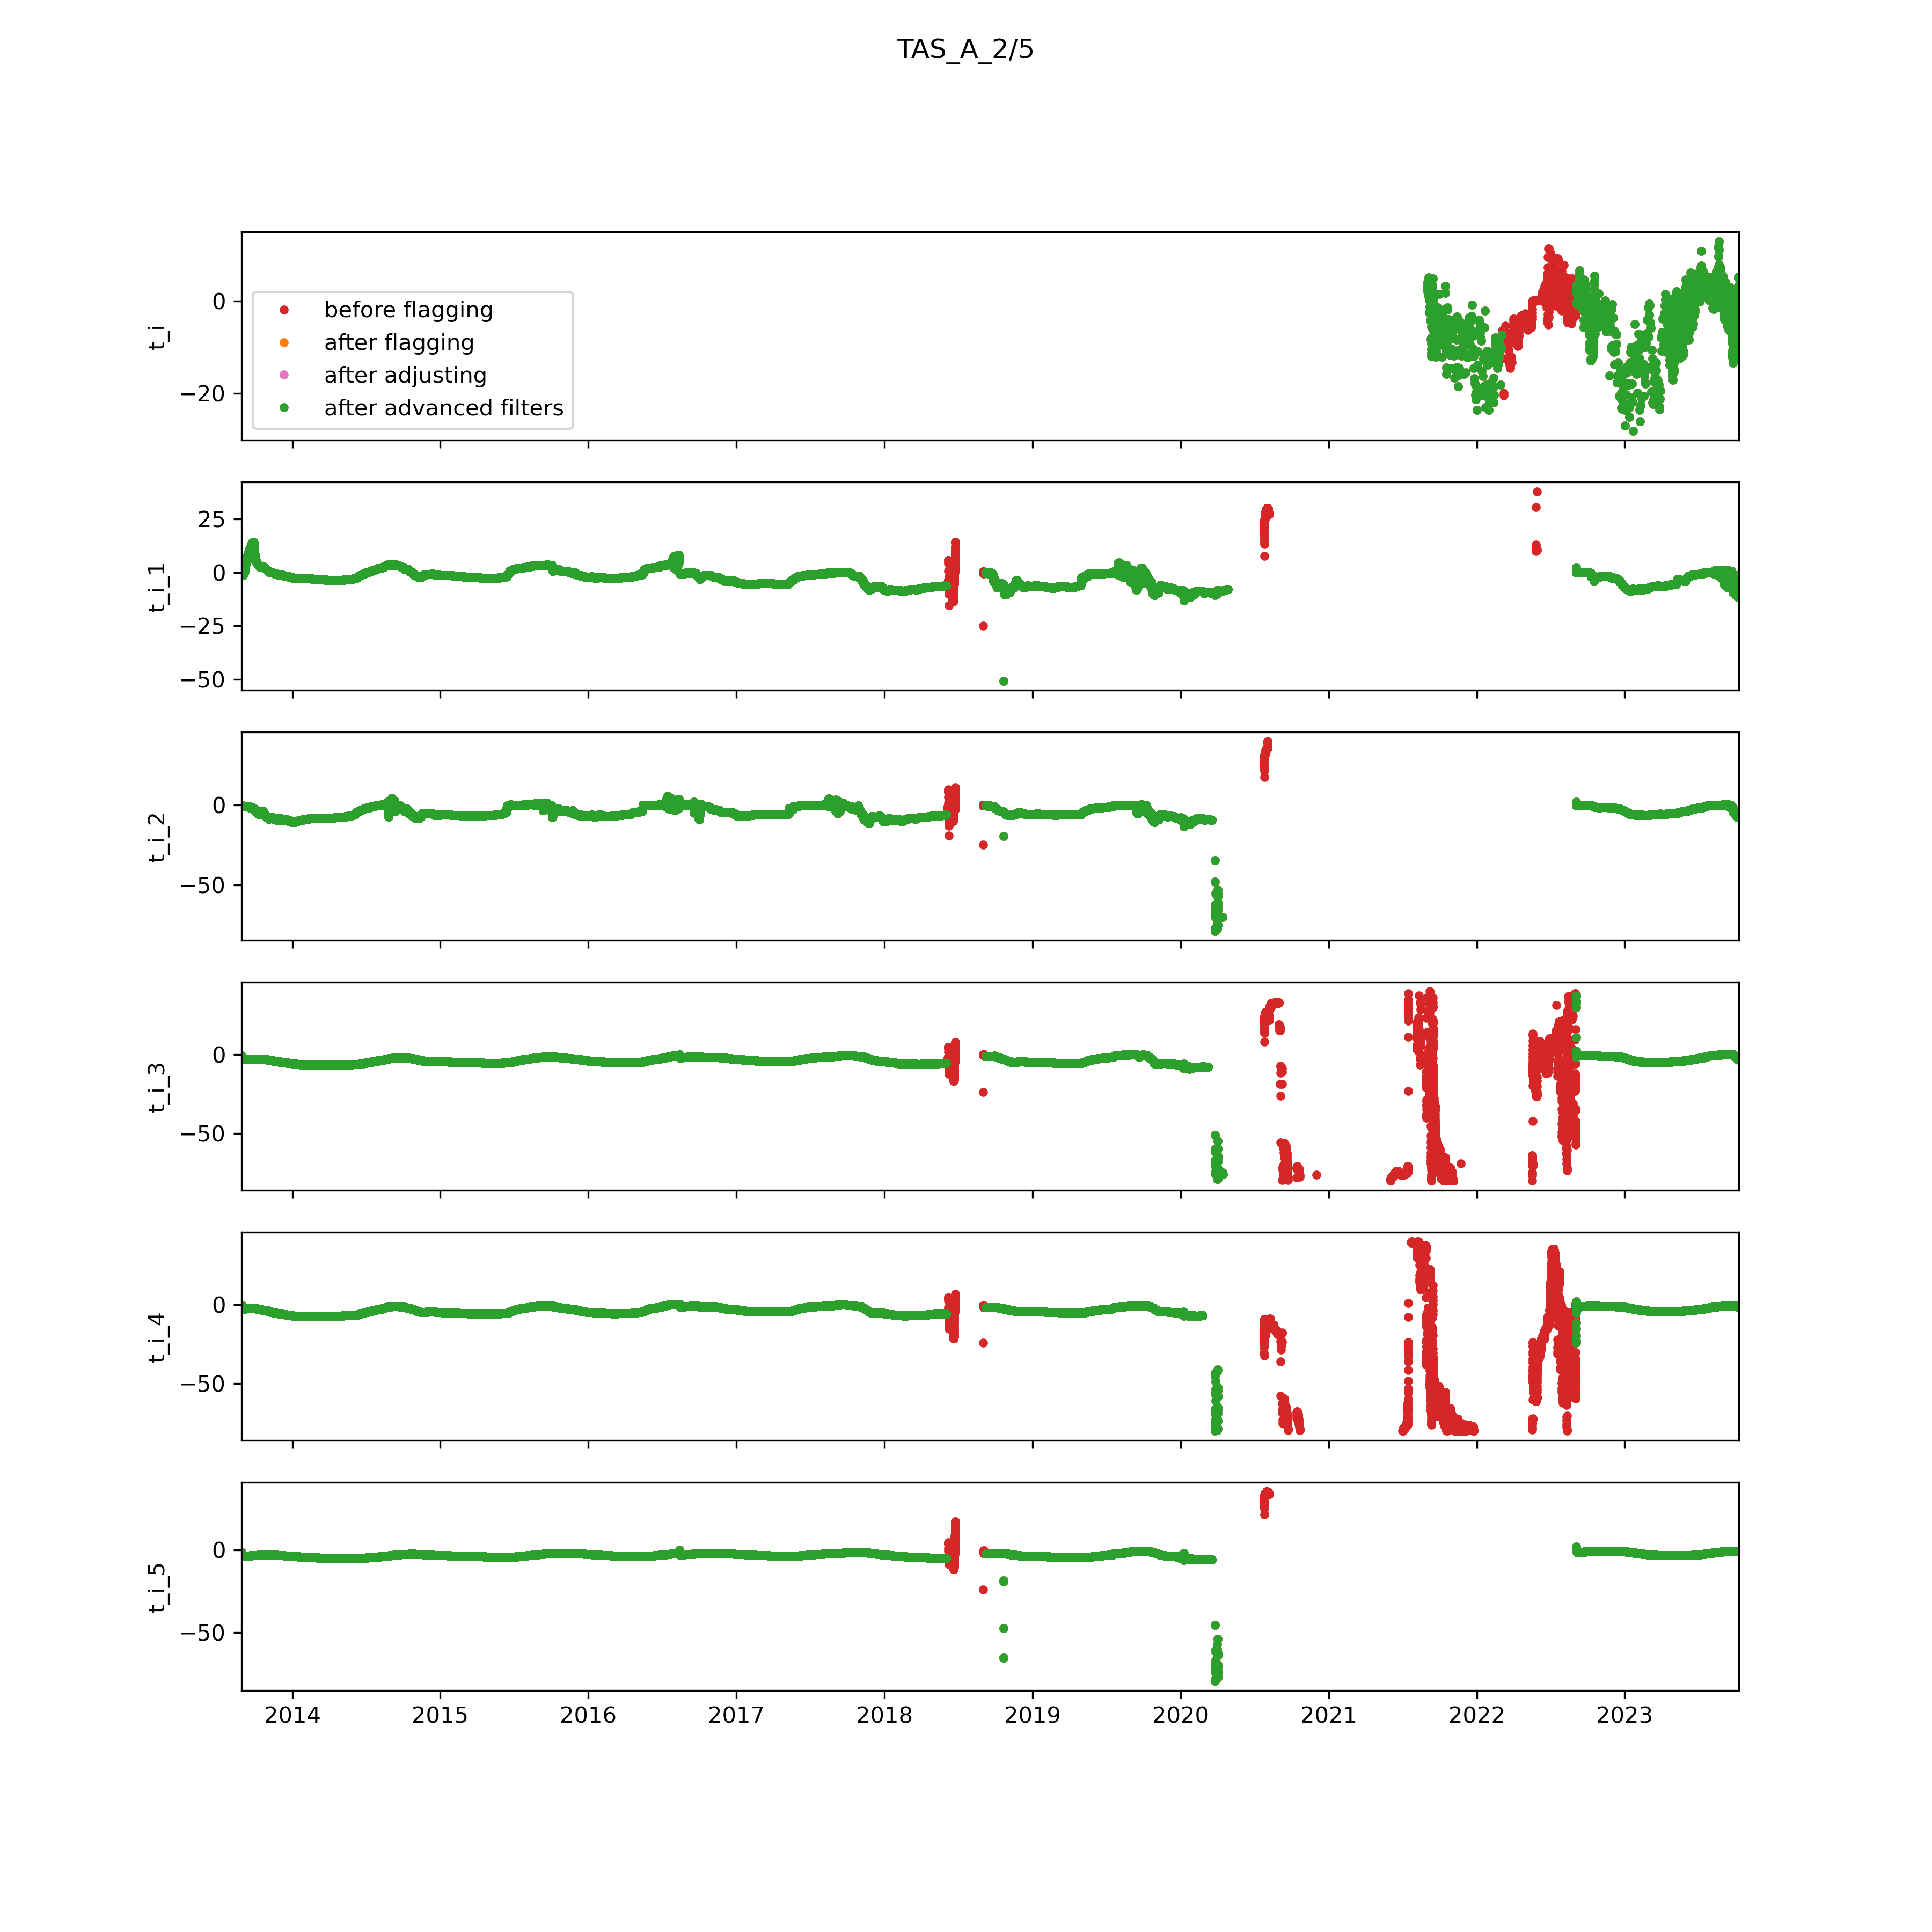 TAS_A_2/5
0
−20
t_i
before flagging
after flagging
after adjusting
after advanced filters
25
0
−25
−50
t_i_1
0
−50
t_i_2
0
−50
t_i_3
0
−50
t_i_4
0
−50
t_i_5
2014 2015 2016 2017 2018 2019 2020 2021 2022 2023